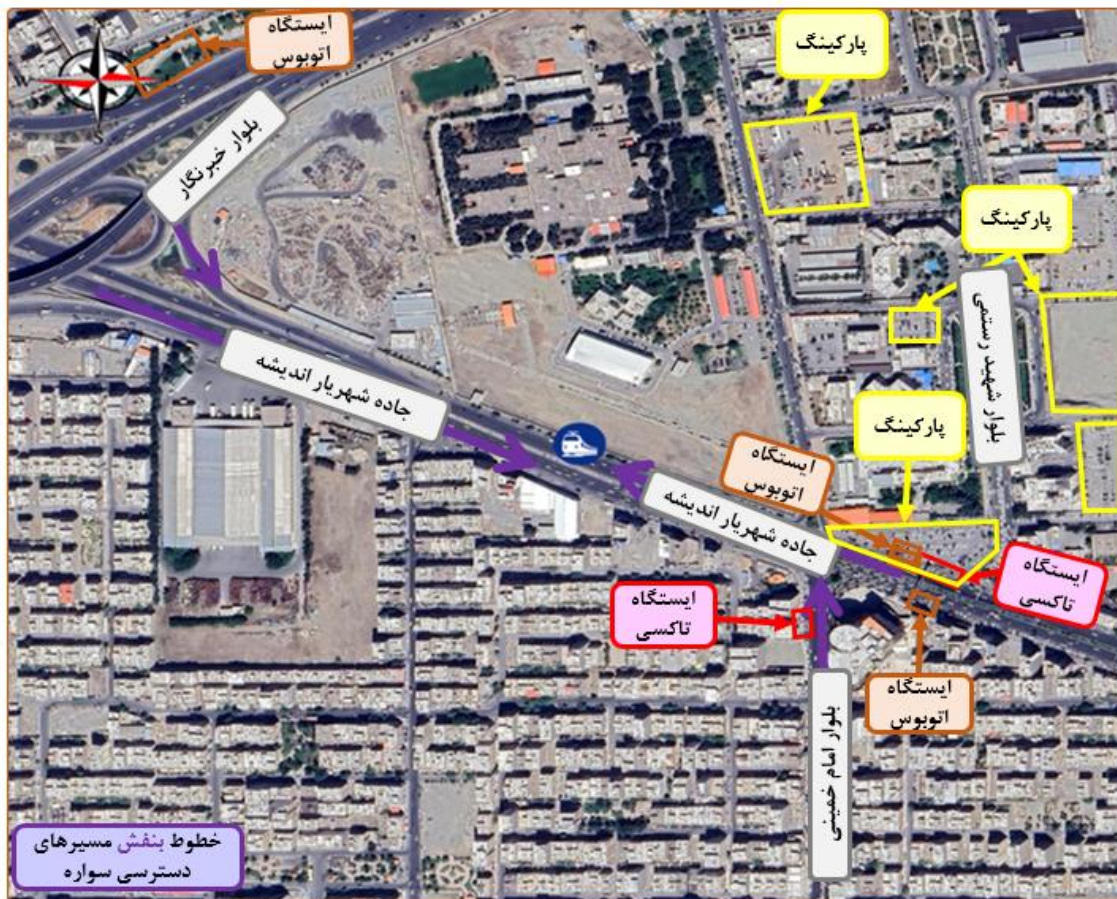 ایستگاه
اتوبوس
پارکینگ
بلوار خبرنگار
پارکینگ
جاده شهریار اندیشه
بلوار شهید رستمی
پارکینگ
ایستگاه
اتوبوس
جاده شهریار اندیشه
ایستگاه
تاکسی
ایستگاه
تاکسی
ایستگاه
اتوبوس
بلوار امام خمینی
خطوط بنفش مسیرهای
دسترسی سواره